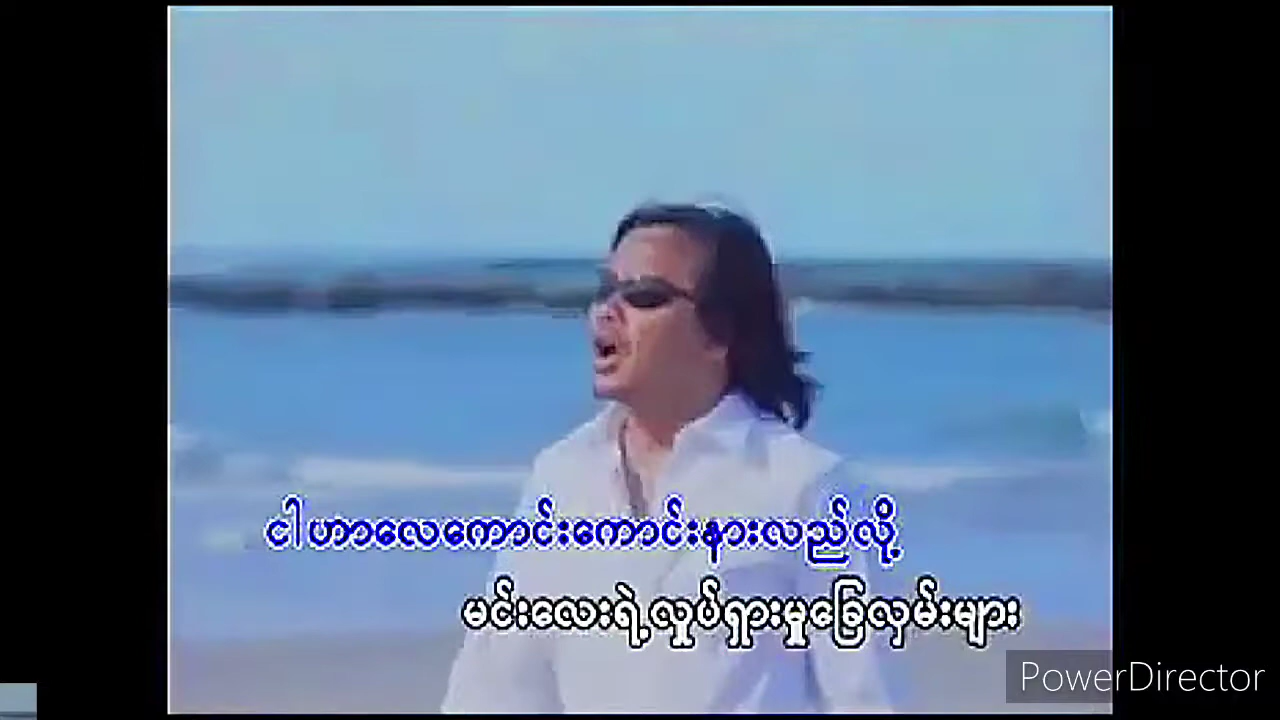 ငါဟာလေကောင်းကောင်းနားလည်လို့
မင်းလေးရဲ့လှုပ်ရှားမှုခြေလှမ်းများ
PowerDirector